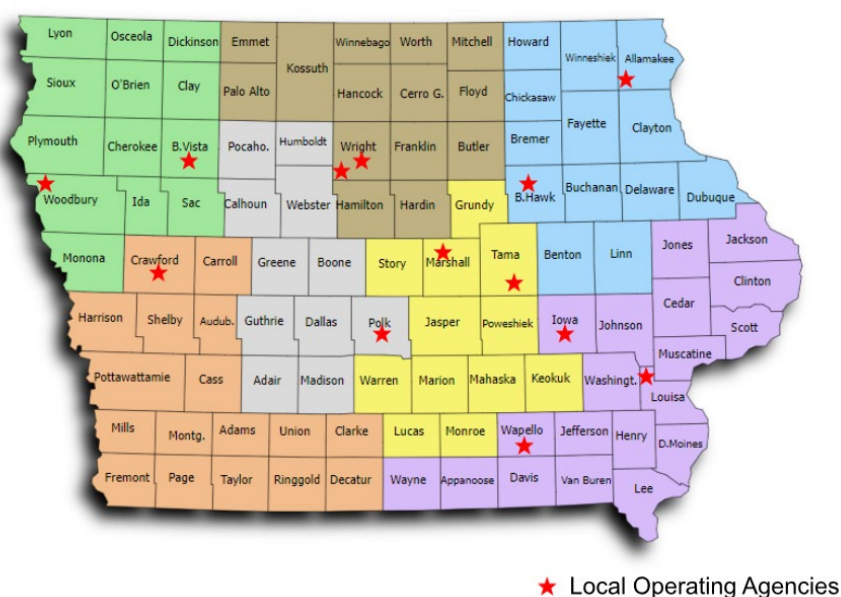 Lyon Osceola Dickinson Emmet Kossuth Winnebago Worth Mitchell Howard Winneshiek Allamakee
Sioux O'Brien Clay Palo Alto Hancock Cerro G. Floyd Chickasaw Fayette Clayton
Plymouth Cherokee B.Vista Pocaho. Humboldt Wright Franklin Butler Bremer
Woodbury Ida Sac Calhoun Webster Hamilton Hardin Grundy B.Hawk Buchanan Delaware Dubuque
Monona Crawford Carroll Greene Boone Story Marshall Tama Benton Linn Jones Jackson
Clinton
Harrison Shelby Audub. Guthrie Dallas Polk Jasper Poweshiek Iowa Johnson Cedar Scott
Muscatine
Pottawattamie Cass Adair Madison Warren Marion Mahaska Keokuk Washingt. Louisa
Mills Montg. Adams Union Clarke Lucas Monroe Wapello Jefferson Henry D.Moines
Fremont Page Taylor Ringgold Decatur Wayne Appanoose Davis Van Buren Lee
Local Operating Agencies